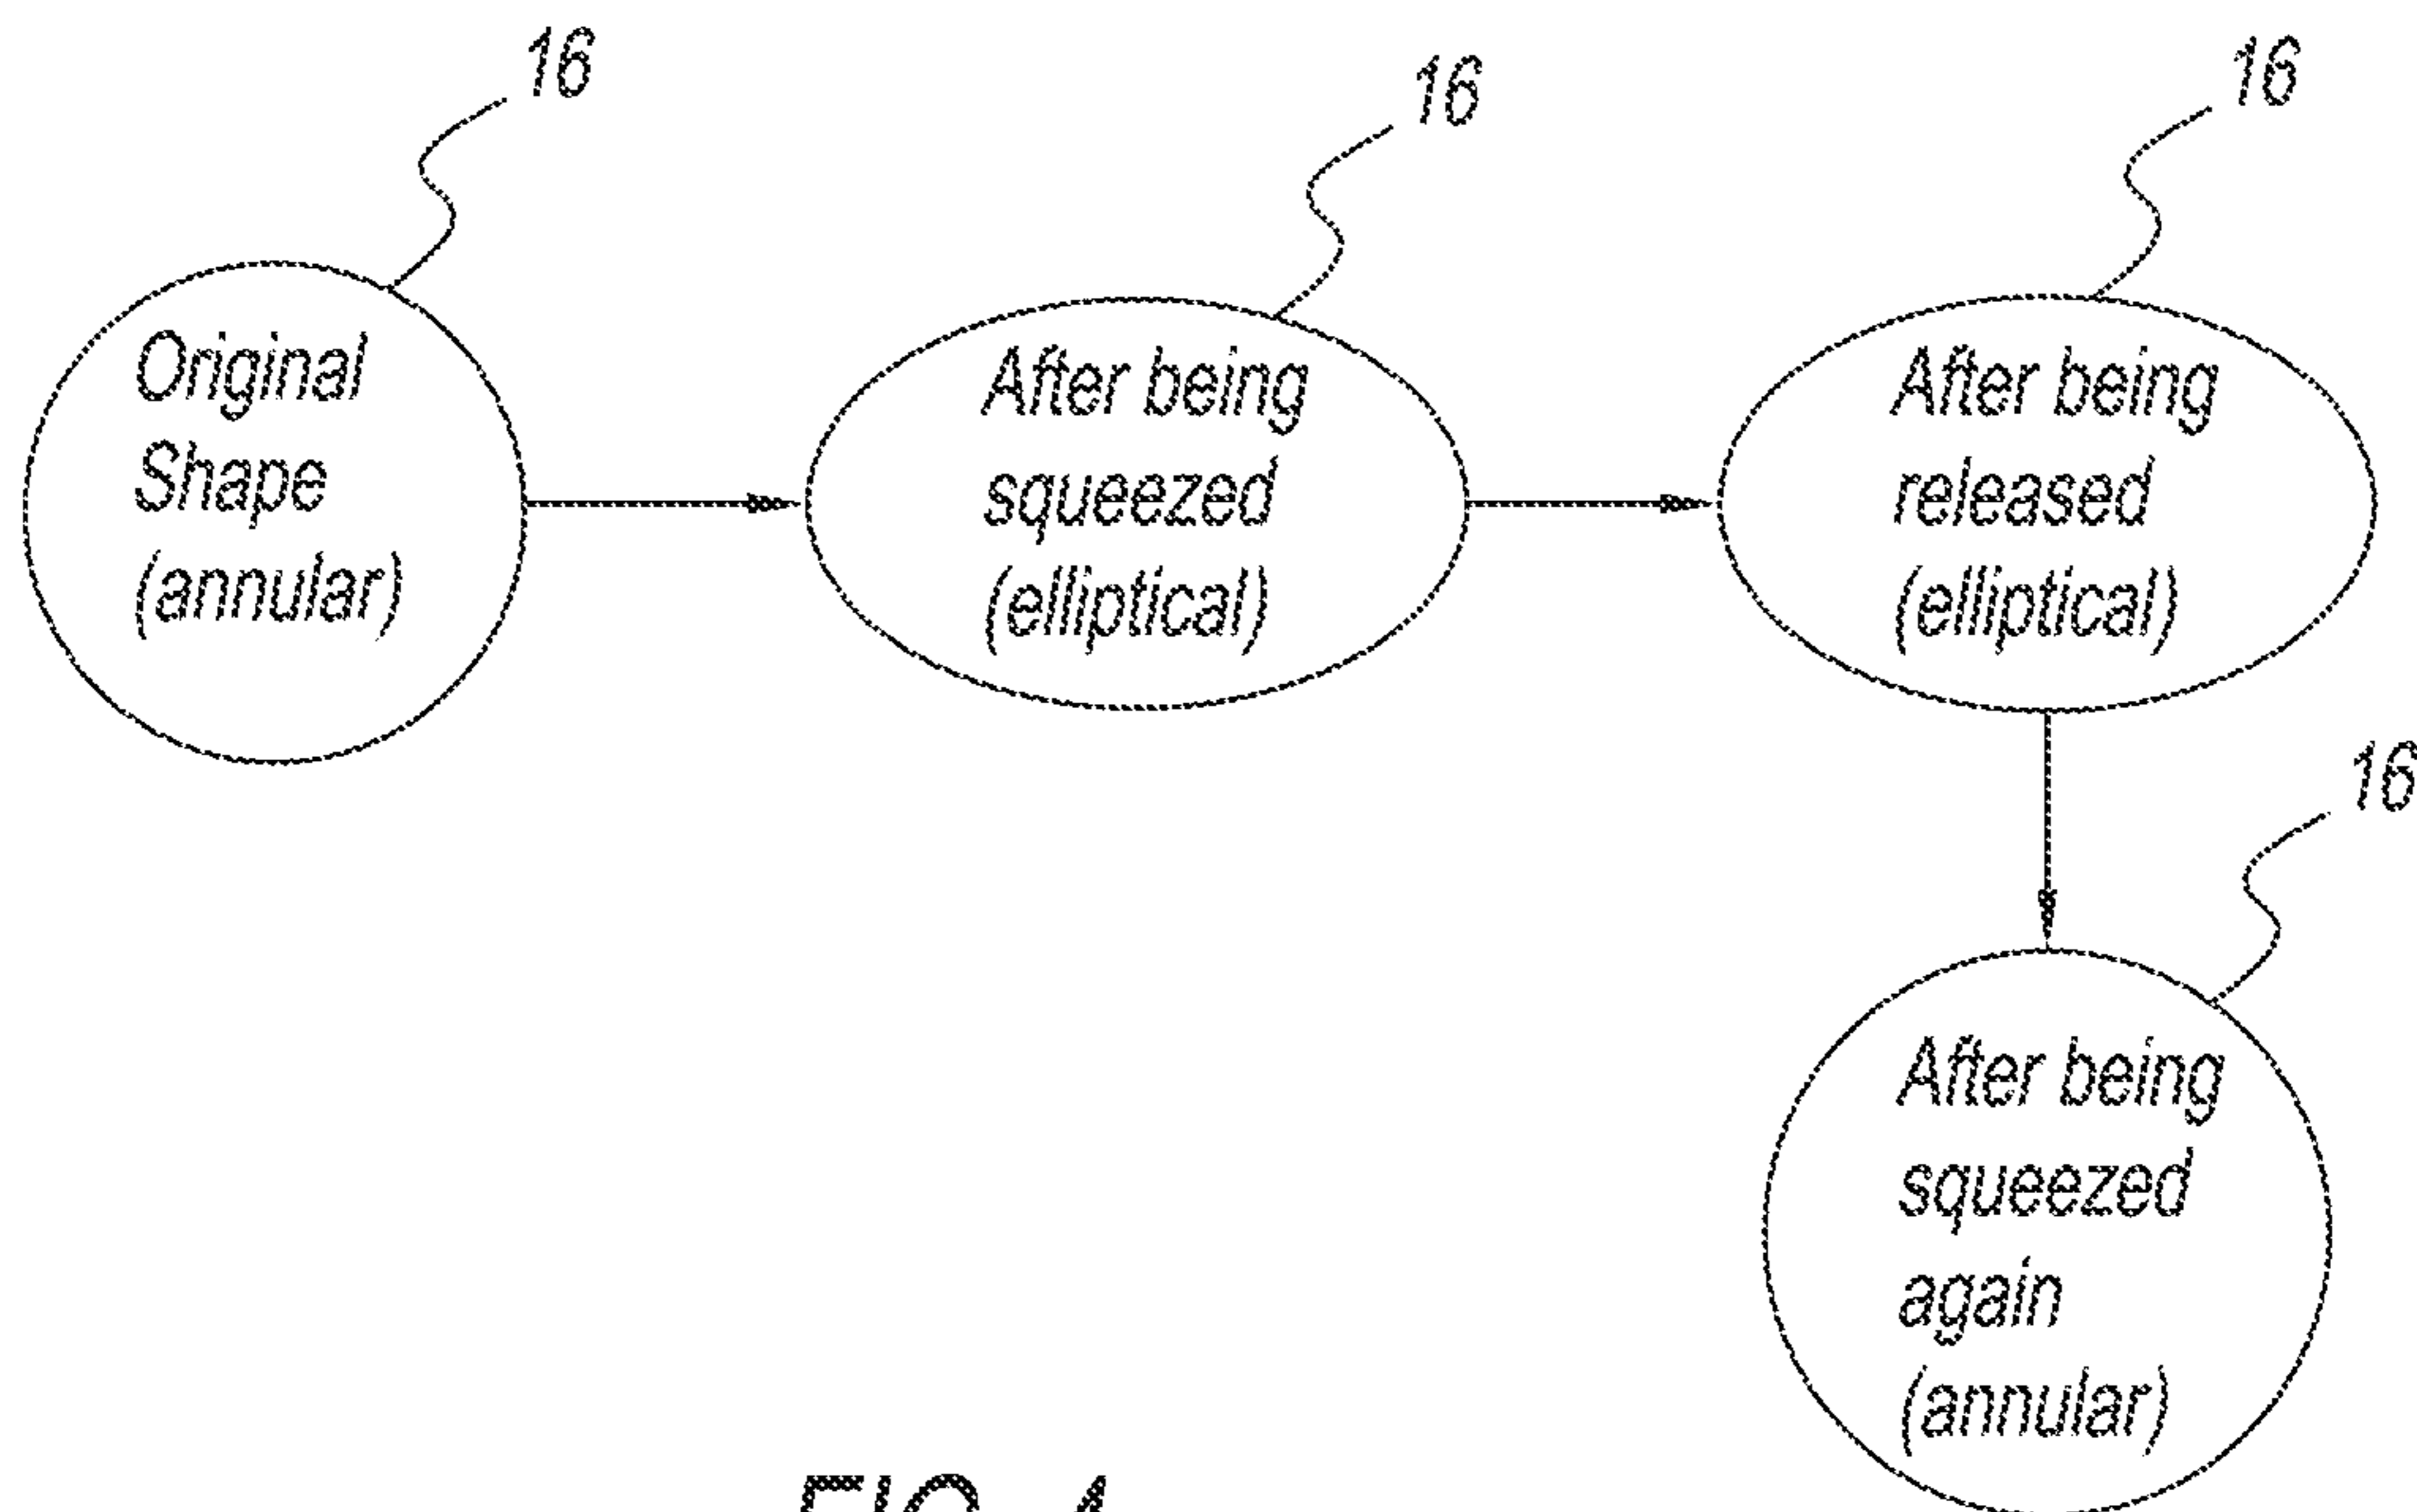 16
16
16
Original
Shape
(annular)
After being
squeezed
(elliptical)
After being
released
(elliptical)
16
After being
squeezed
again
(annular)